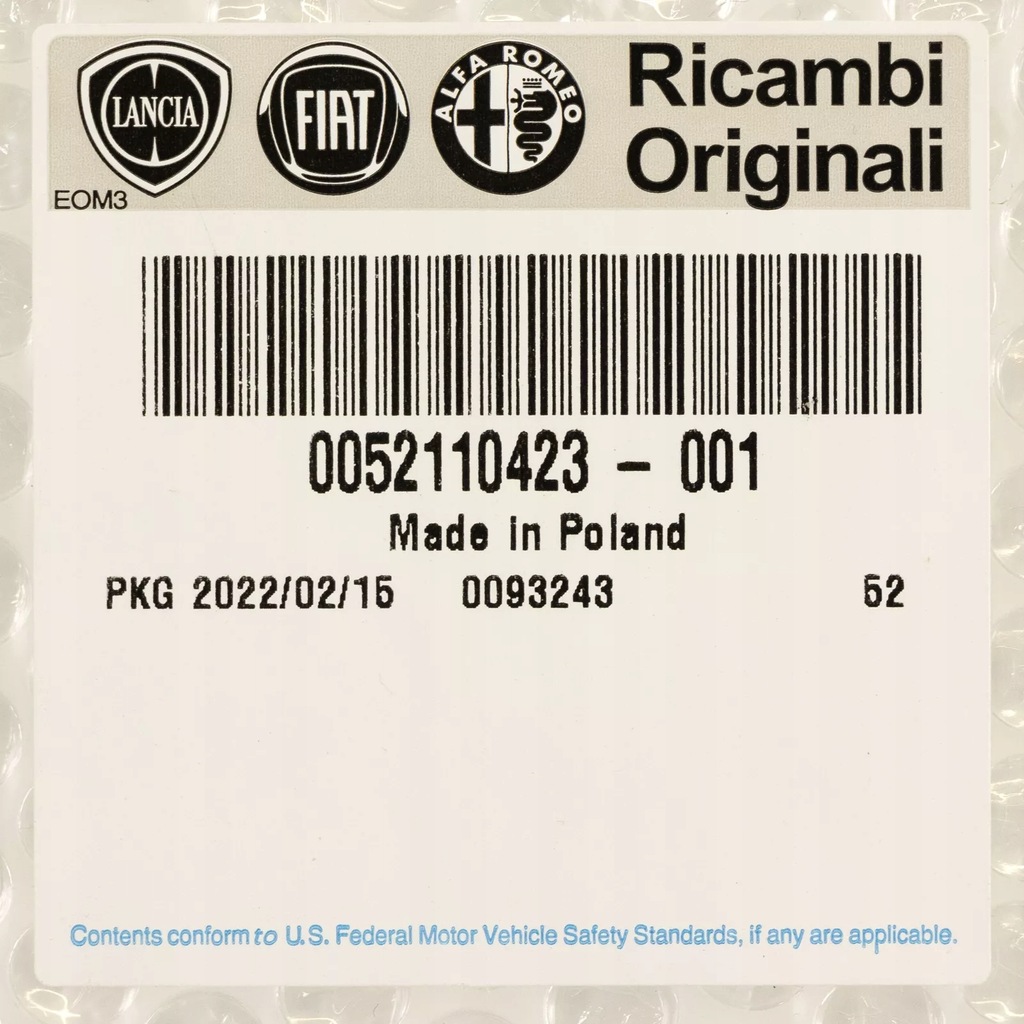 LANCIA FIAT ALFA ROMEO Ricambi
Originali
EOM3
0052110423 - 001
Made in Poland
PKG 2022/02/15 0093243 52
Contents conform to U.S. Federal Motor Vehicle Safety Standards, if any are applicable.